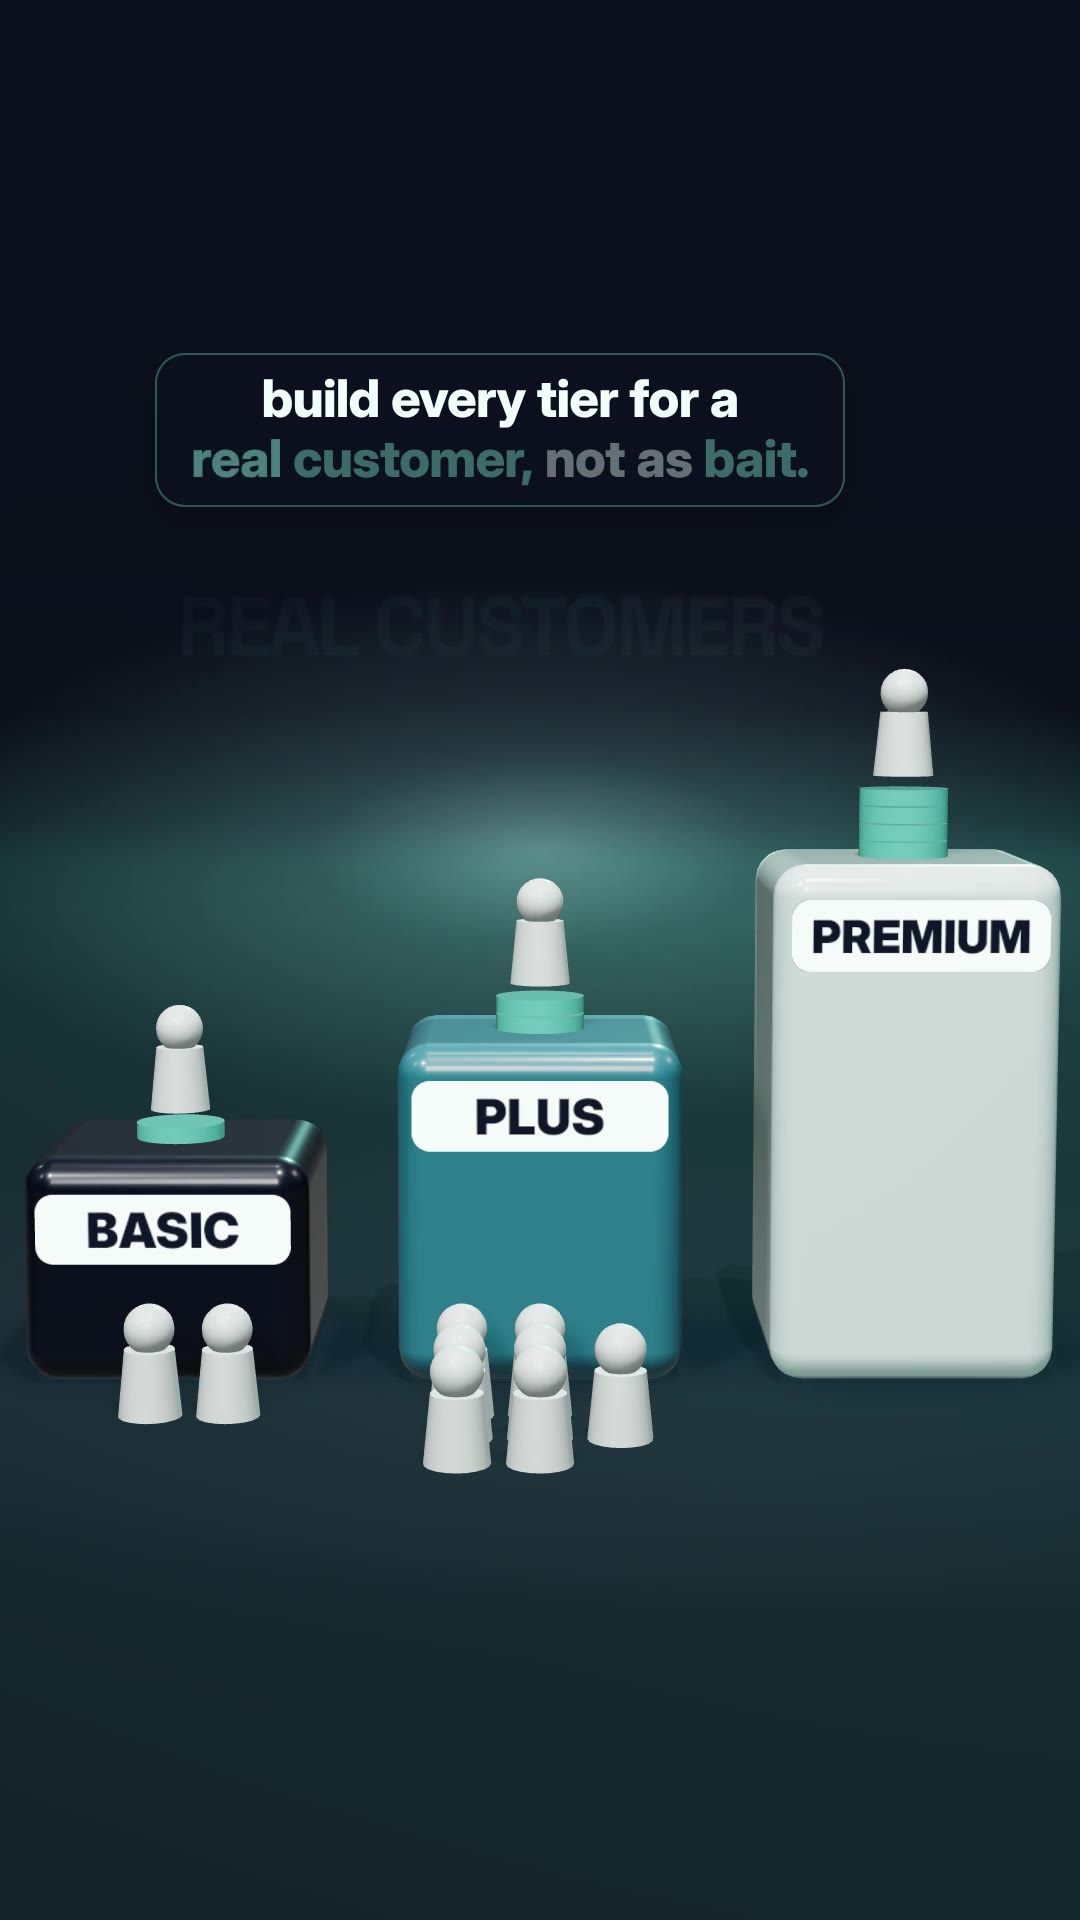 build every tier for a
real customer, not as bait.
REAL CUSTOMERS
PREMIUM
PLUS
BASIC